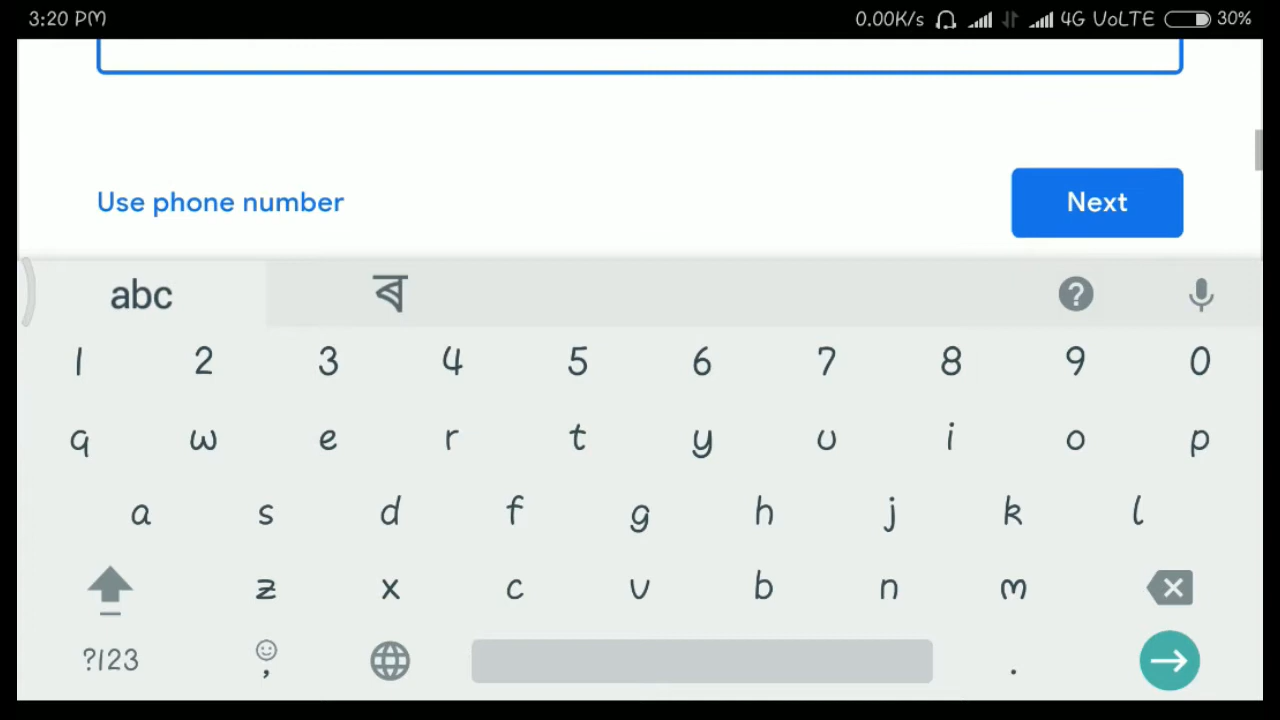 3:20 PM 0.00K/s 4G VoLTE 30%
Use phone number Next
abc ব
1 2 3 4 5 6 7 8 9 0
q w e r t y u i o p
a s d f g h j k l
z x c v b n m
?123 , .